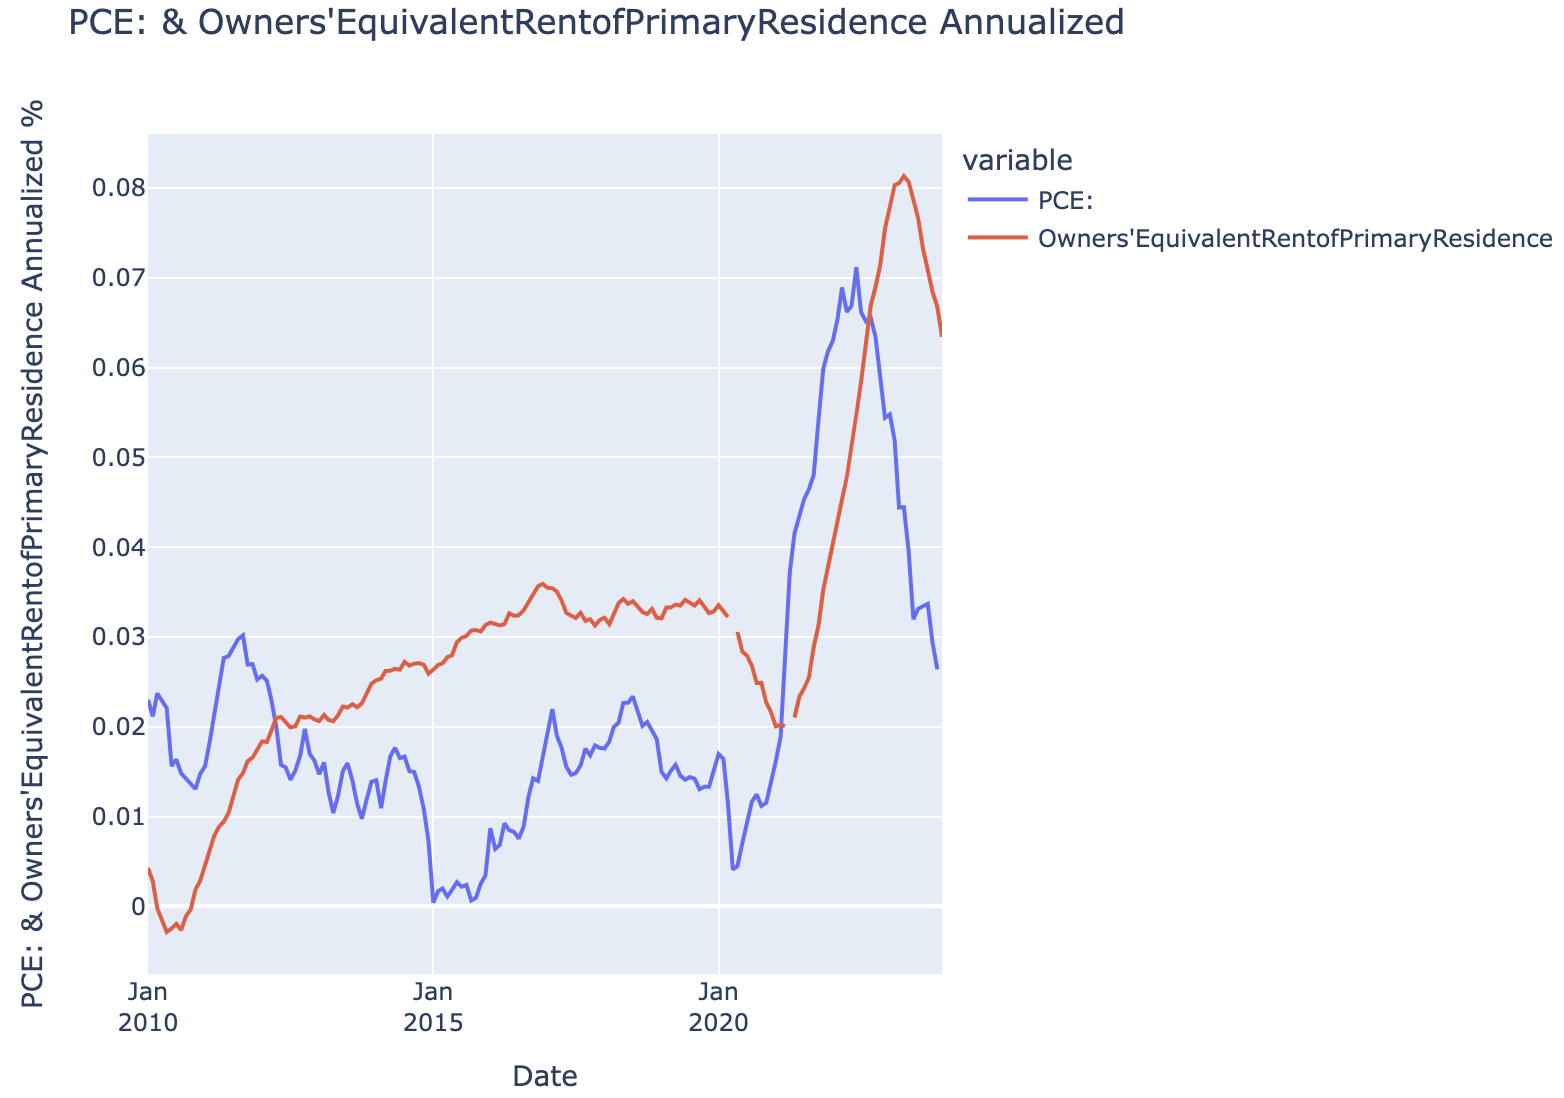 PCE: & Owners'EquivalentRentofPrimaryResidence Annualized
PCE: & Owners'EquivalentRentofPrimaryResidence Annualized %
variable
PCE:
Owners'EquivalentRentofPrimaryResidence
0.08
0.07
0.06
0.05
0.04
0.03
0.02
0.01
0
Jan
2010
Jan
2015
Jan
2020
Date